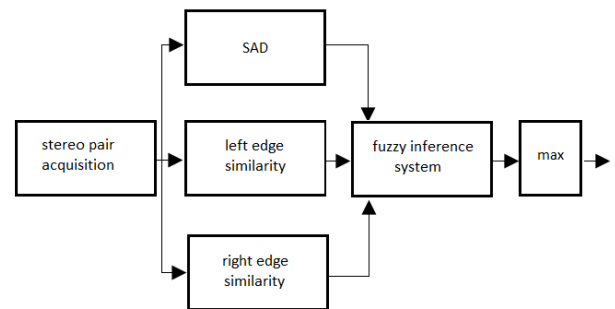 SAD
stereo pair
acquisition
left edge
similarity
fuzzy inference
system
max
right edge
similarity